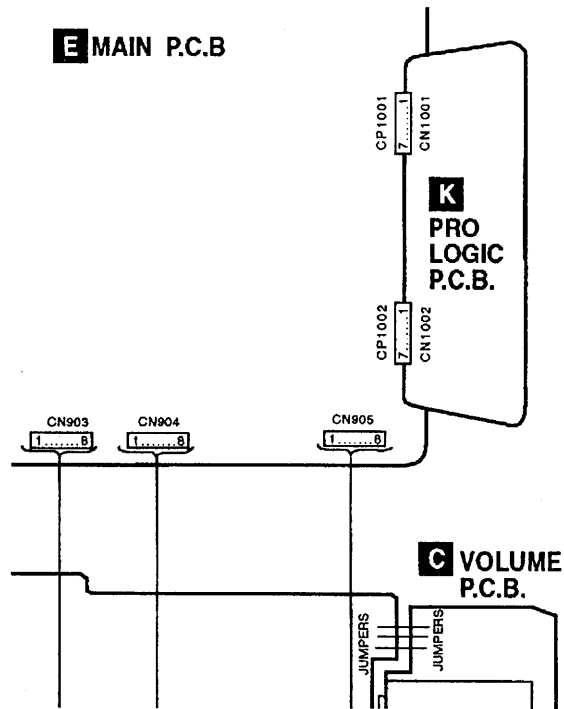 E MAIN P.C.B
CP1001
7......1
CN1001
K
PRO
LOGIC
P.C.B.
CP1002
7......1
CN1002
CN903
1.......8
CN904
1.......8
CN905
1.......8
C VOLUME
P.C.B.
JUMPERS
JUMPERS